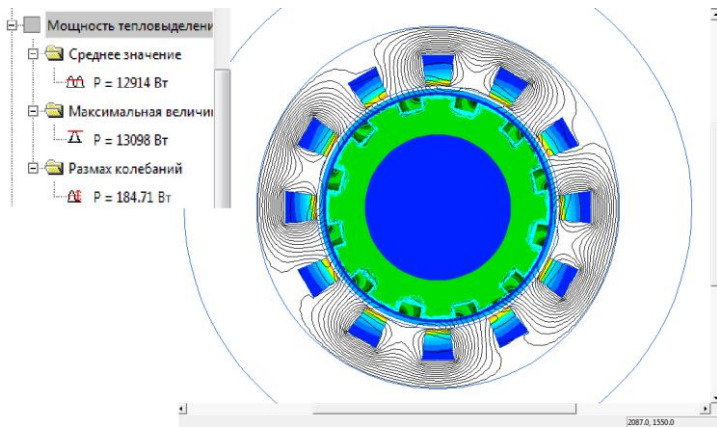 Мощность тепловыделени
Среднее значение
P = 12914 Вт
Максимальная величи
P = 13098 Вт
Размах колебаний
P = 184.71 Вт
2087.0, 1550.0